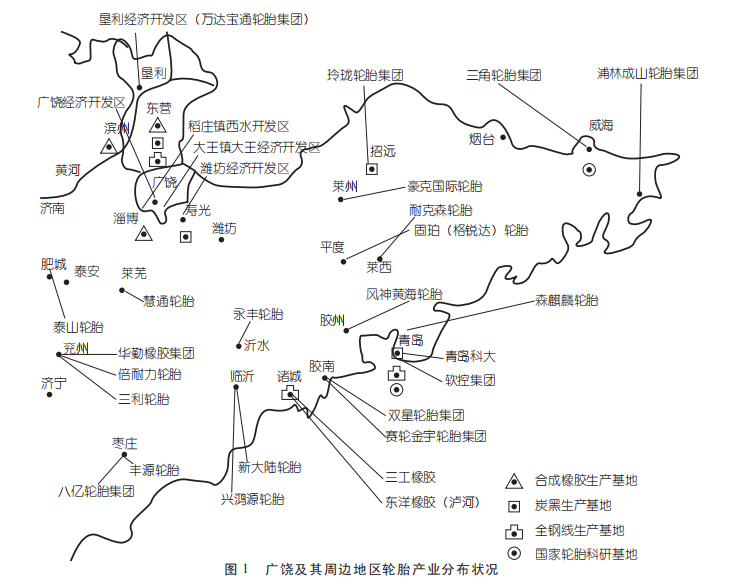 垦利经济开发区（万达宝通轮胎集团）
垦利
玲珑轮胎集团
三角轮胎集团
浦林成山轮胎集团
广饶经济开发区
东营
滨州
稻庄镇西水开发区
威海
烟台
大王镇大王经济开发区
招远
黄河
潍坊经济开发区
广饶
莱州
豪克国际轮胎
济南
淄博
寿光
耐克森轮胎
潍坊
固珀（格锐达）轮胎
平度
莱西
肥城
泰安
莱芜
慧通轮胎
风神黄海轮胎
森麒麟轮胎
永丰轮胎
胶州
泰山轮胎
青岛
兖州
华勤橡胶集团
沂水
青岛科大
倍耐力轮胎
临沂
诸城
胶南
软控集团
济宁
三利轮胎
双星轮胎集团
赛轮金宇轮胎集团
枣庄
丰源轮胎
新大陆轮胎
三工橡胶
八亿轮胎集团
兴鸿源轮胎
东洋橡胶（泸河）
合成橡胶生产基地
炭黑生产基地
全钢线生产基地
国家轮胎科研基地
图 1 广饶及其周边地区轮胎产业分布状况